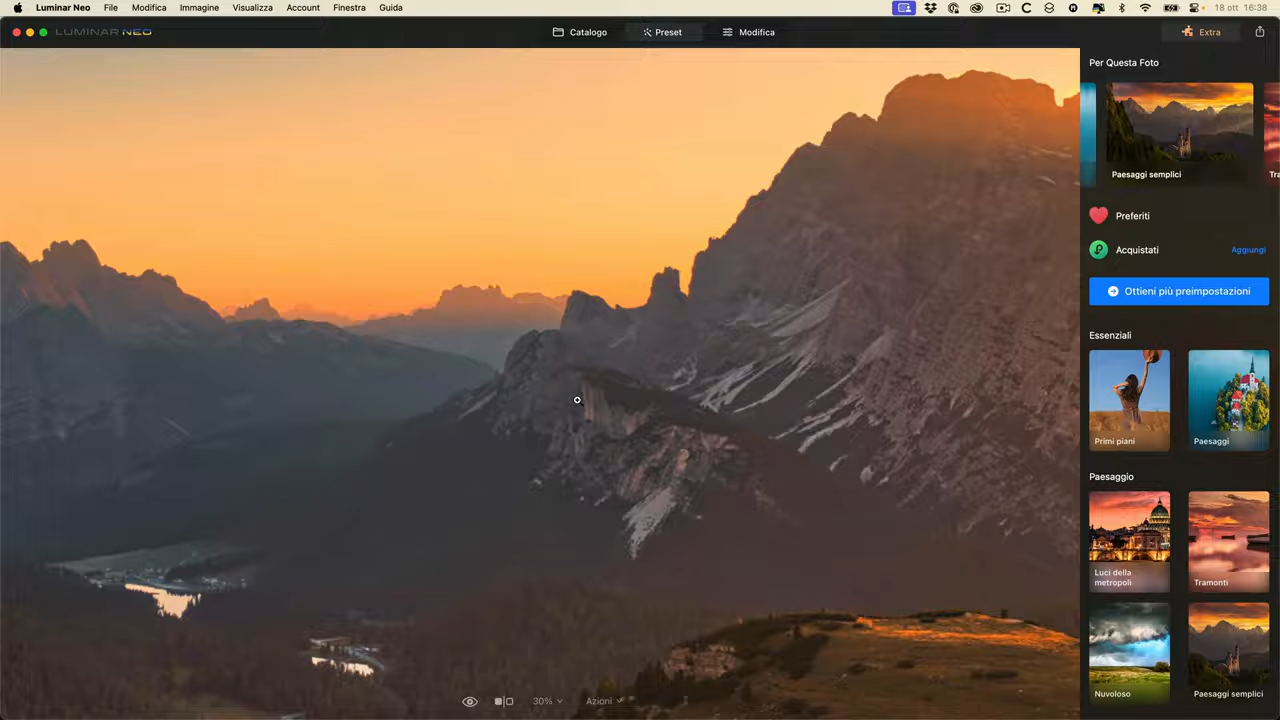 Luminar Neo File Modifica Immagine Visualizza Account Finestra Guida 18 ott 16:38
LUMINAR NEO Catalogo Preset Modifica Extra
Per Questa Foto
Paesaggi semplici Tra
Preferiti
Acquistati Aggiungi
Ottieni più preimpostazioni
Essenziali
Primi piani Paesaggi
Paesaggio
Luci della
metropoli Tramonti
Nuvoloso Paesaggi semplici
30% Azioni